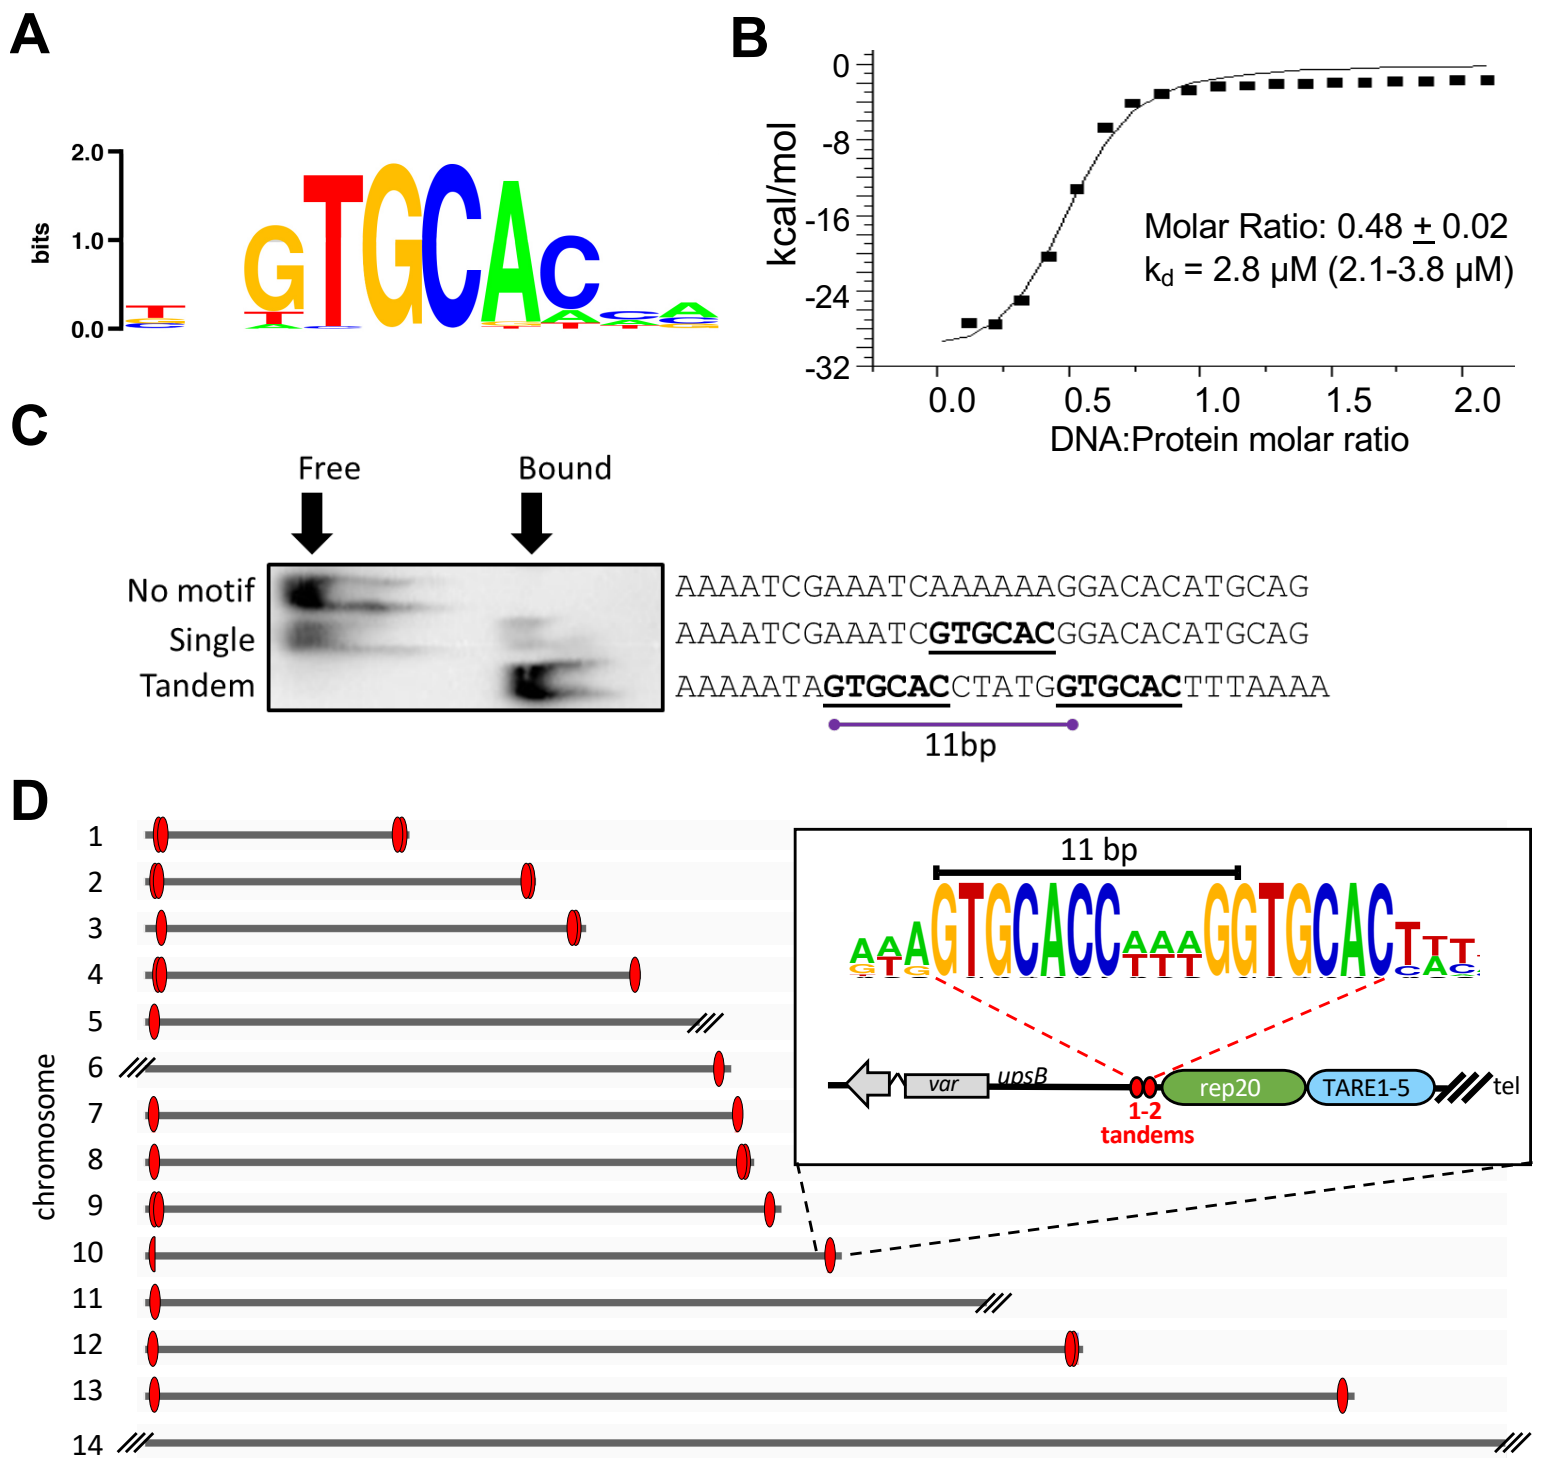 A
2.0
1.0
0.0
bits
GTGCAC
B
0
-8
-16
-24
-32
kcal/mol
Molar Ratio: 0.48 ± 0.02
kd = 2.8 µM (2.1-3.8 µM)
0.0 0.5 1.0 1.5 2.0
DNA:Protein molar ratio
C
Free Bound
No motif AAAATCGAAATCAAAAAAGGACACATGCAG
Single AAAATCGAAATCGTGCACGGACACATGCAG
Tandem AAAAATAGTGCACCTATGGTGCACTTTAAAA
11bp
D
chromosome
1
2
3
4
5
6
7
8
9
10
11
12
13
14
11 bp
AAAGTGCACCAAAGGTGCACTTT
var upsB rep20 TARE1-5 tel
1-2
tandems